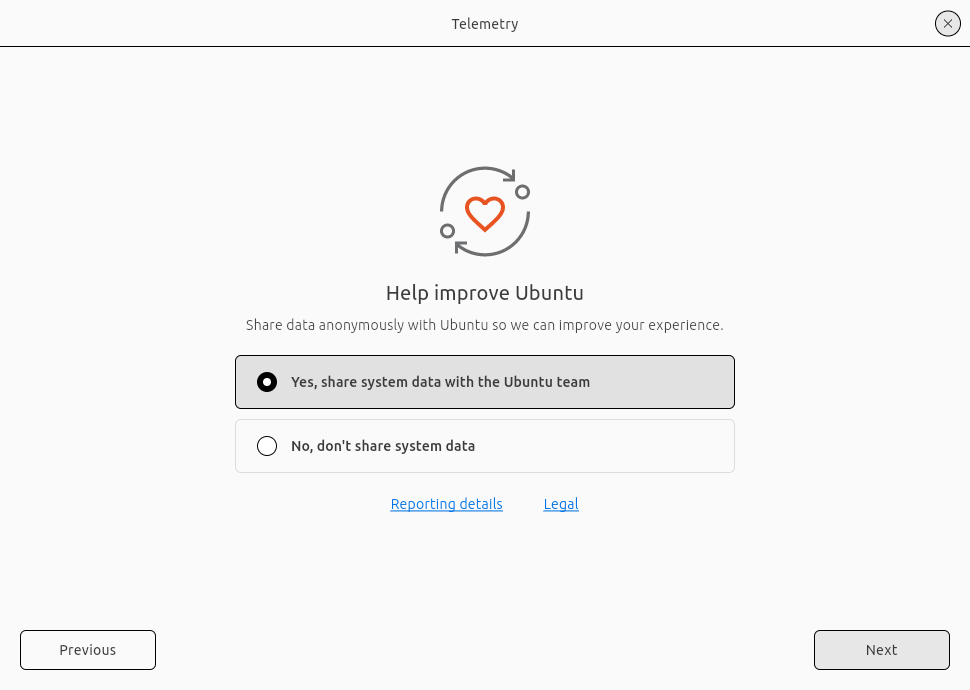 Telemetry
Help improve Ubuntu
Share data anonymously with Ubuntu so we can improve your experience.
Yes, share system data with the Ubuntu team
No, don't share system data
Reporting details Legal
Previous Next